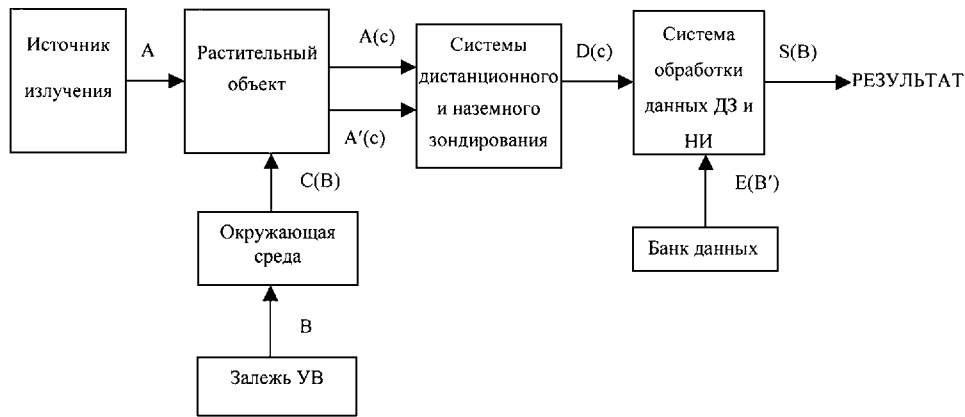 Источник
излучения
A
Растительный
объект
A(c)
A′(c)
Системы
дистанционного
и наземного
зондирования
D(c)
Система
обработки
данных ДЗ и
НИ
S(B)
РЕЗУЛЬТАТ
C(B)
E(B′)
Окружающая
среда
Банк данных
B
Залежь УВ